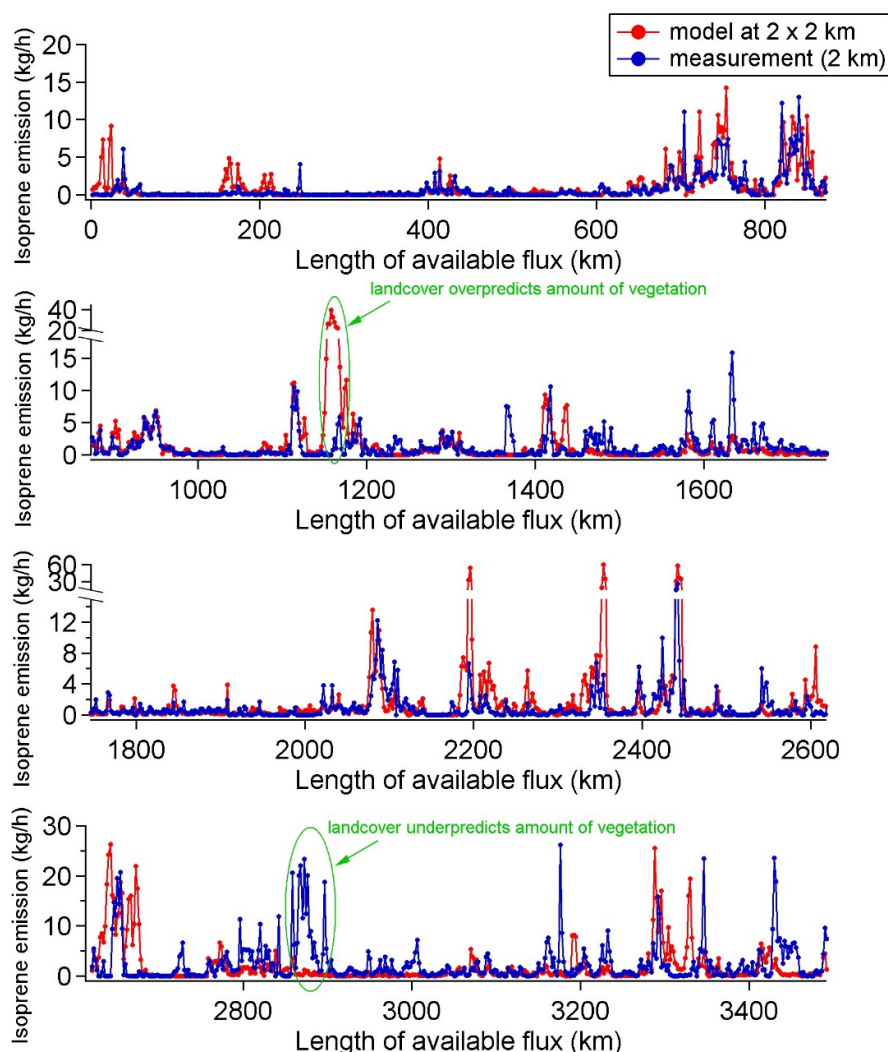 model at 2 x 2 km
measurement (2 km)
Isoprene emission (kg/h)
20
15
10
5
0
0 200 400 600 800
Length of available flux (km)
landcover overpredicts amount of vegetation
Isoprene emission (kg/h)
40
20
15
10
5
0
1000 1200 1400 1600
Length of available flux (km)
Isoprene emission (kg/h)
60
30
12
8
4
0
1800 2000 2200 2400 2600
Length of available flux (km)
landcover underpredicts amount of vegetation
Isoprene emission (kg/h)
30
20
10
0
2800 3000 3200 3400
Length of available flux (km)